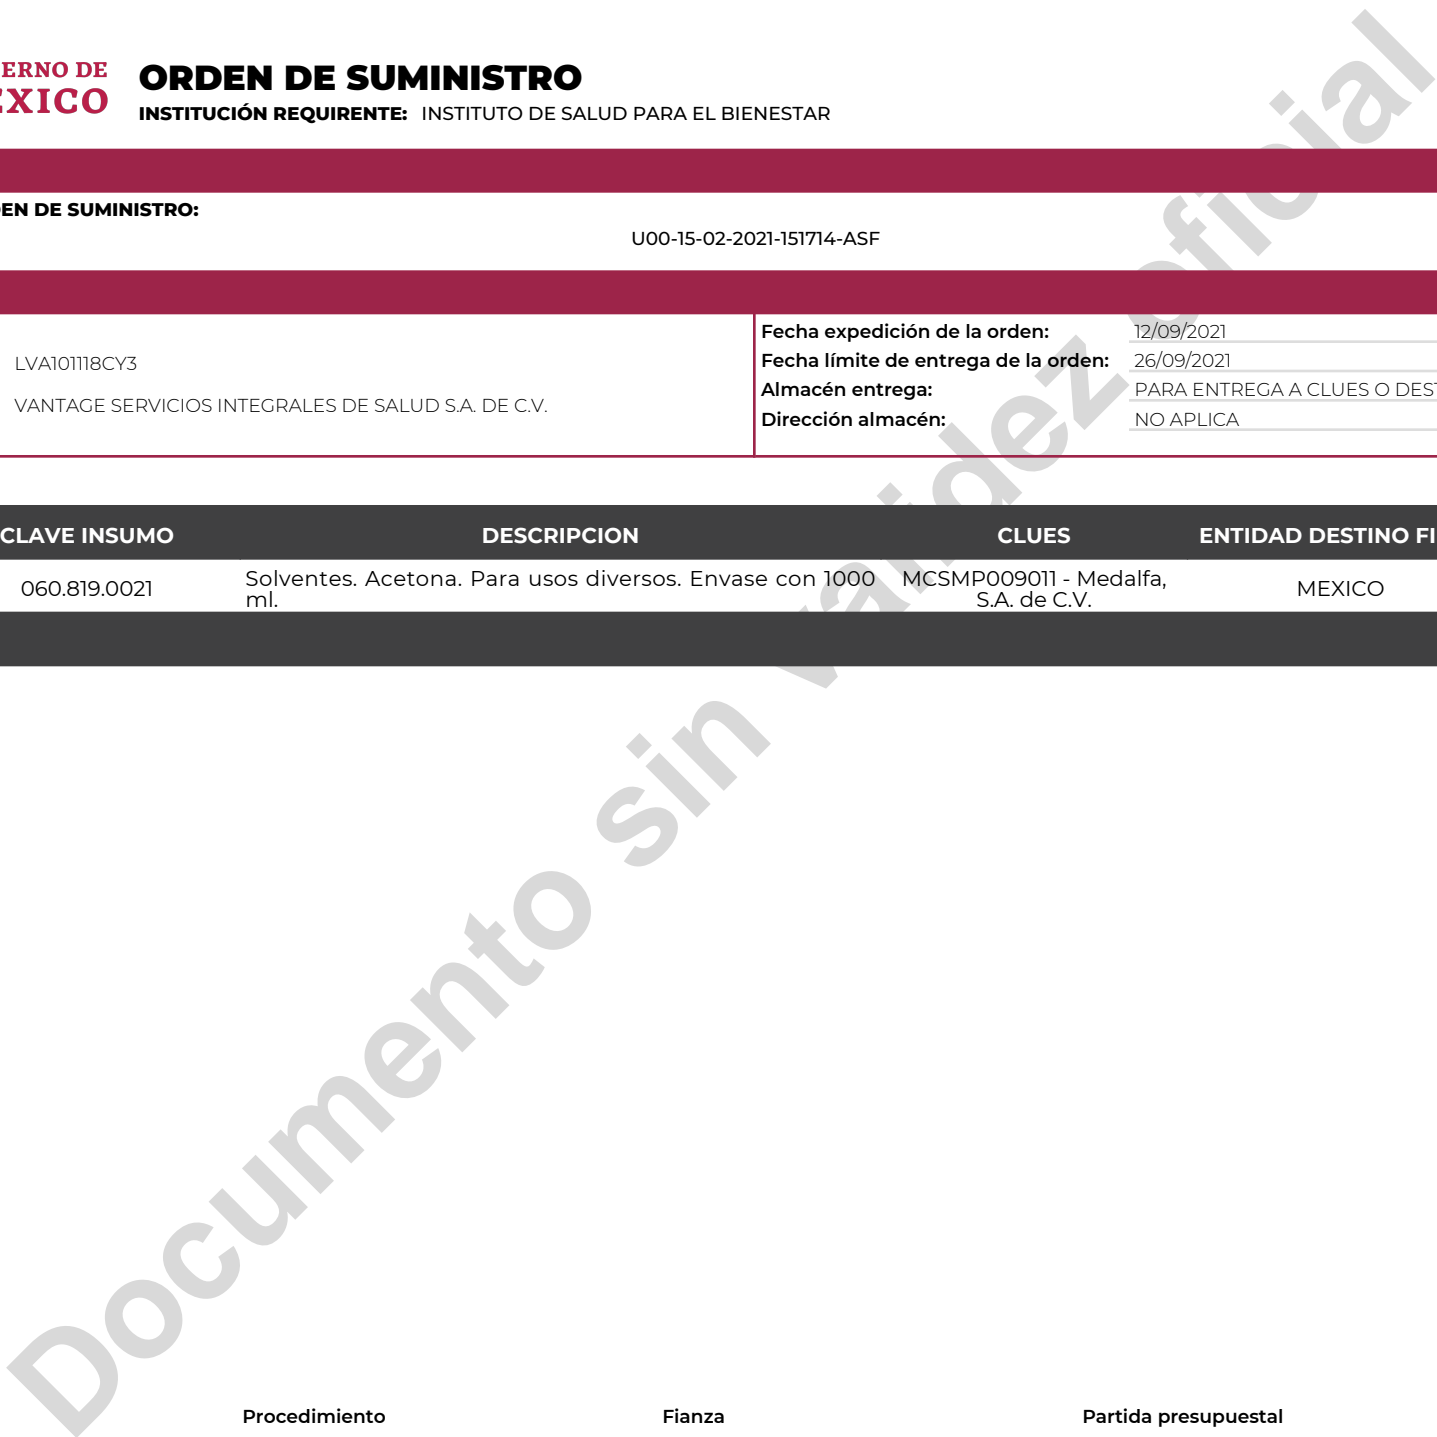 ERNO DE
EXICO
ORDEN DE SUMINISTRO
INSTITUCIÓN REQUIRENTE: INSTITUTO DE SALUD PARA EL BIENESTAR
EN DE SUMINISTRO:
U00-15-02-2021-151714-ASF
LVA101118CY3
VANTAGE SERVICIOS INTEGRALES DE SALUD S.A. DE C.V.
Fecha expedición de la orden: 12/09/2021
Fecha límite de entrega de la orden: 26/09/2021
Almacén entrega: PARA ENTREGA A CLUES O DEST
Dirección almacén: NO APLICA
CLAVE INSUMO DESCRIPCION CLUES ENTIDAD DESTINO FI
060.819.0021 Solventes. Acetona. Para usos diversos. Envase con 1000 MCSMP009011 - Medalfa, MEXICO
ml. S.A. de C.V.
Documento sin validez oficial
Procedimiento Fianza Partida presupuestal